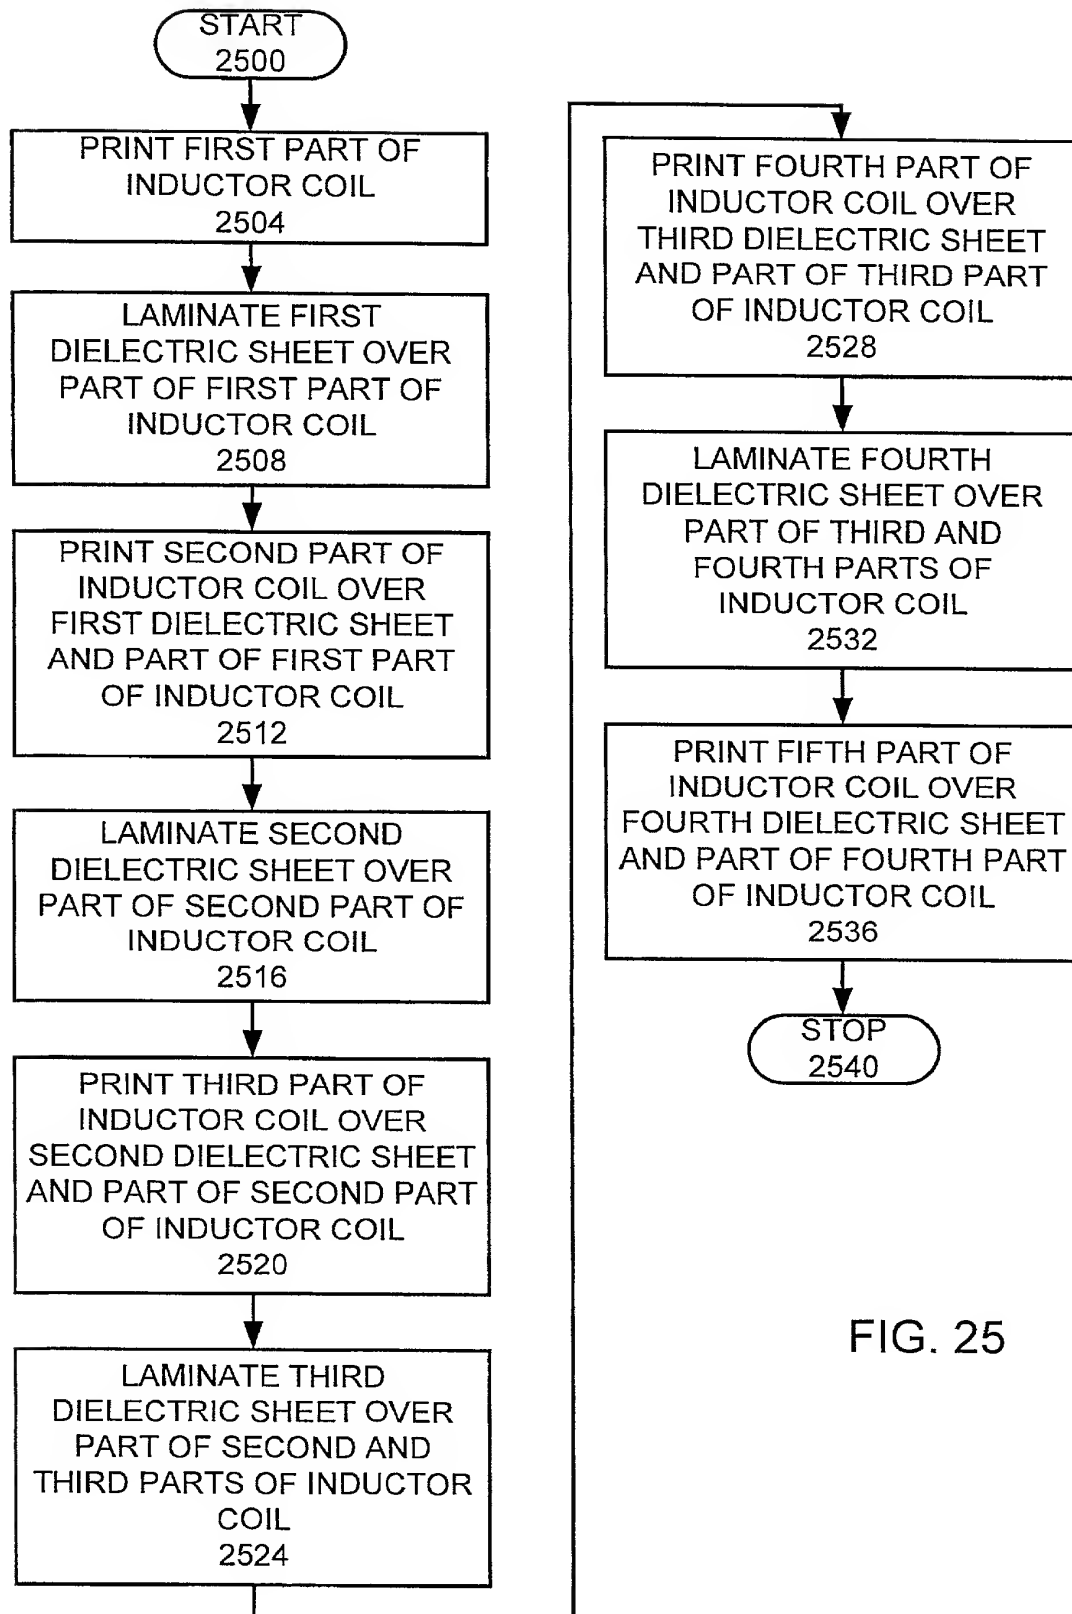 START
2500
PRINT FIRST PART OF
INDUCTOR COIL
2504
LAMINATE FIRST
DIELECTRIC SHEET OVER
PART OF FIRST PART OF
INDUCTOR COIL
2508
PRINT SECOND PART OF
INDUCTOR COIL OVER
FIRST DIELECTRIC SHEET
AND PART OF FIRST PART
OF INDUCTOR COIL
2512
LAMINATE SECOND
DIELECTRIC SHEET OVER
PART OF SECOND PART OF
INDUCTOR COIL
2516
PRINT THIRD PART OF
INDUCTOR COIL OVER
SECOND DIELECTRIC SHEET
AND PART OF SECOND PART
OF INDUCTOR COIL
2520
LAMINATE THIRD
DIELECTRIC SHEET OVER
PART OF SECOND AND
THIRD PARTS OF INDUCTOR
COIL
2524
PRINT FOURTH PART OF
INDUCTOR COIL OVER
THIRD DIELECTRIC SHEET
AND PART OF THIRD PART
OF INDUCTOR COIL
2528
LAMINATE FOURTH
DIELECTRIC SHEET OVER
PART OF THIRD AND
FOURTH PARTS OF
INDUCTOR COIL
2532
PRINT FIFTH PART OF
INDUCTOR COIL OVER
FOURTH DIELECTRIC SHEET
AND PART OF FOURTH PART
OF INDUCTOR COIL
2536
STOP
2540
FIG. 25